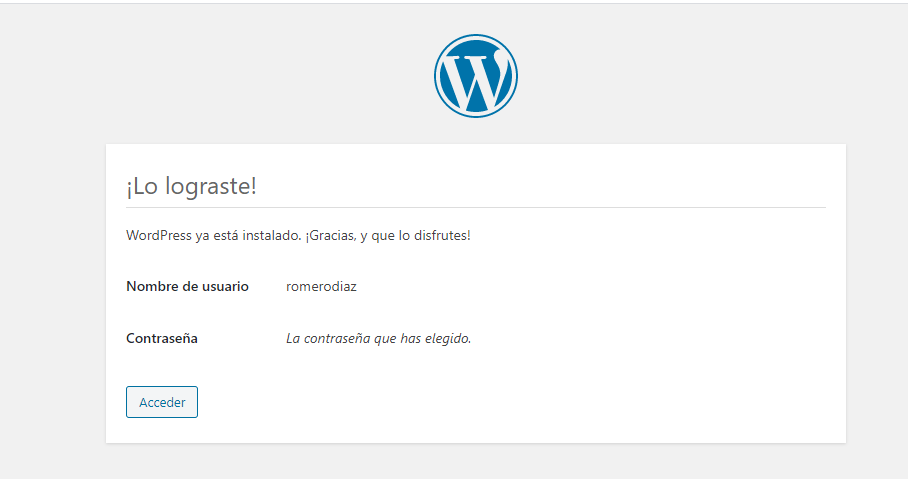 ¡Lo lograste!
WordPress ya está instalado. ¡Gracias, y que lo disfrutes!
Nombre de usuario romerodiaz
Contraseña La contraseña que has elegido.
Acceder